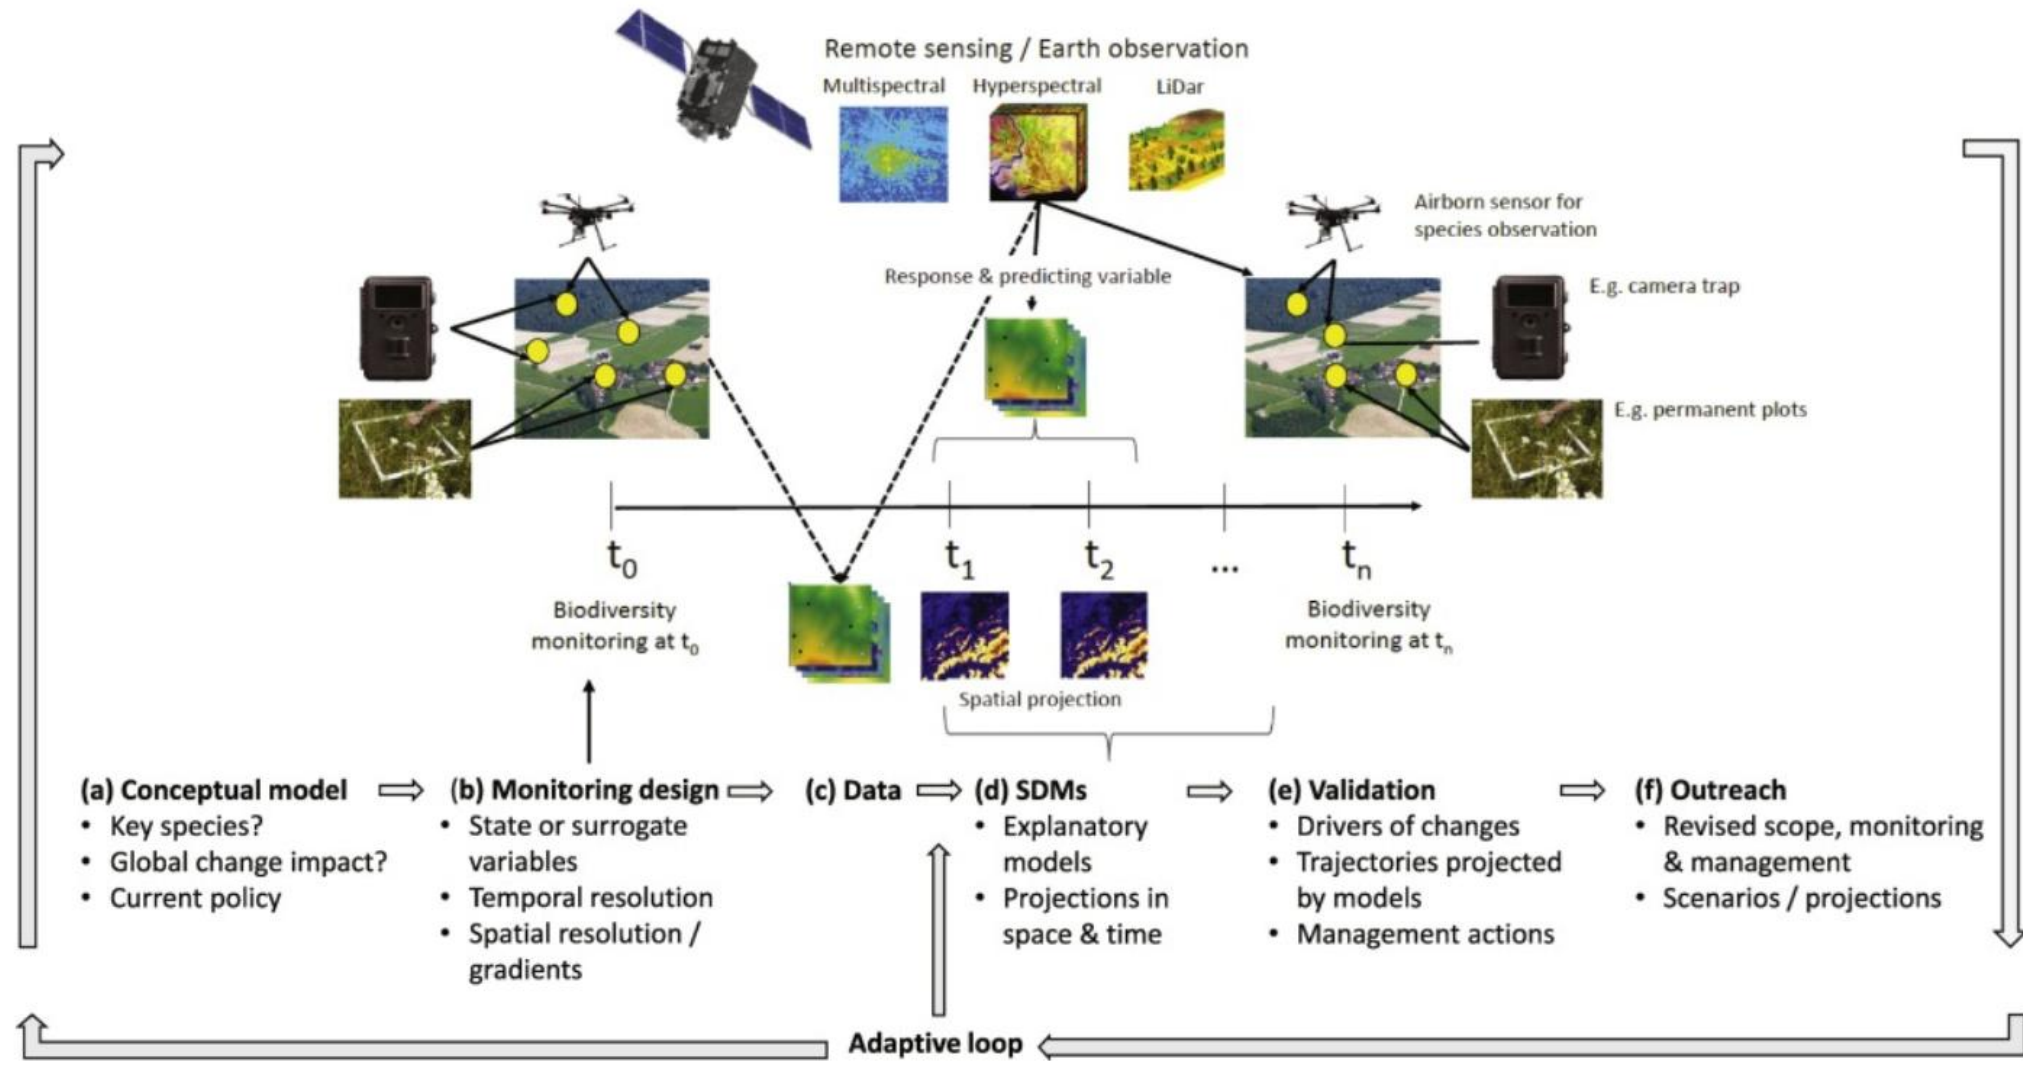 Remote sensing / Earth observation
Multispectral
Hyperspectral
LiDar
Airborn sensor for
species observation
Response & predicting variable
E.g. camera trap
E.g. permanent plots
t0
t1
t2
...
tn
Biodiversity
monitoring at t0
Biodiversity
monitoring at tn
Spatial projection
(a) Conceptual model
• Key species?
• Global change impact?
• Current policy
(b) Monitoring design
• State or surrogate
variables
• Temporal resolution
• Spatial resolution /
gradients
(c) Data
(d) SDMs
• Explanatory
models
• Projections in
space & time
(e) Validation
• Drivers of changes
• Trajectories projected
by models
• Management actions
(f) Outreach
• Revised scope, monitoring
& management
• Scenarios / projections
Adaptive loop